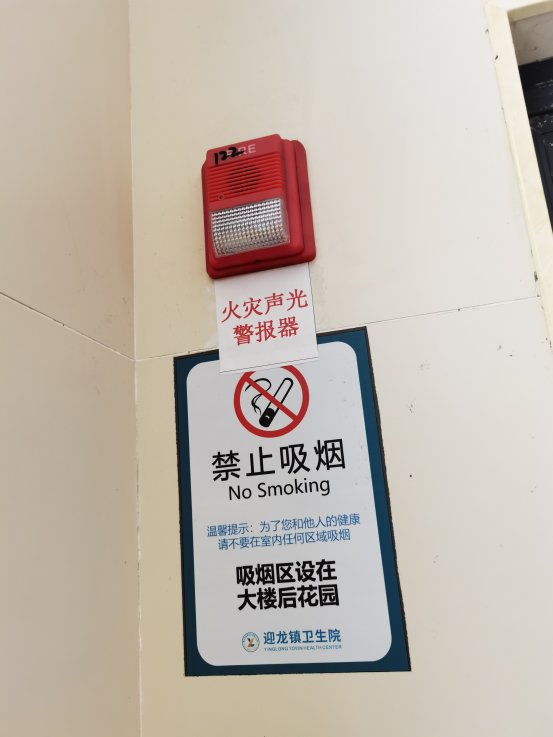 122
火灾声光
警报器
禁止吸烟
No Smoking
温馨提示：为了您和他人的健康
请不要在室内任何区域吸烟
吸烟区设在
大楼后花园
迎龙镇卫生院
YINGLONG TOWN HEALTH CENTER